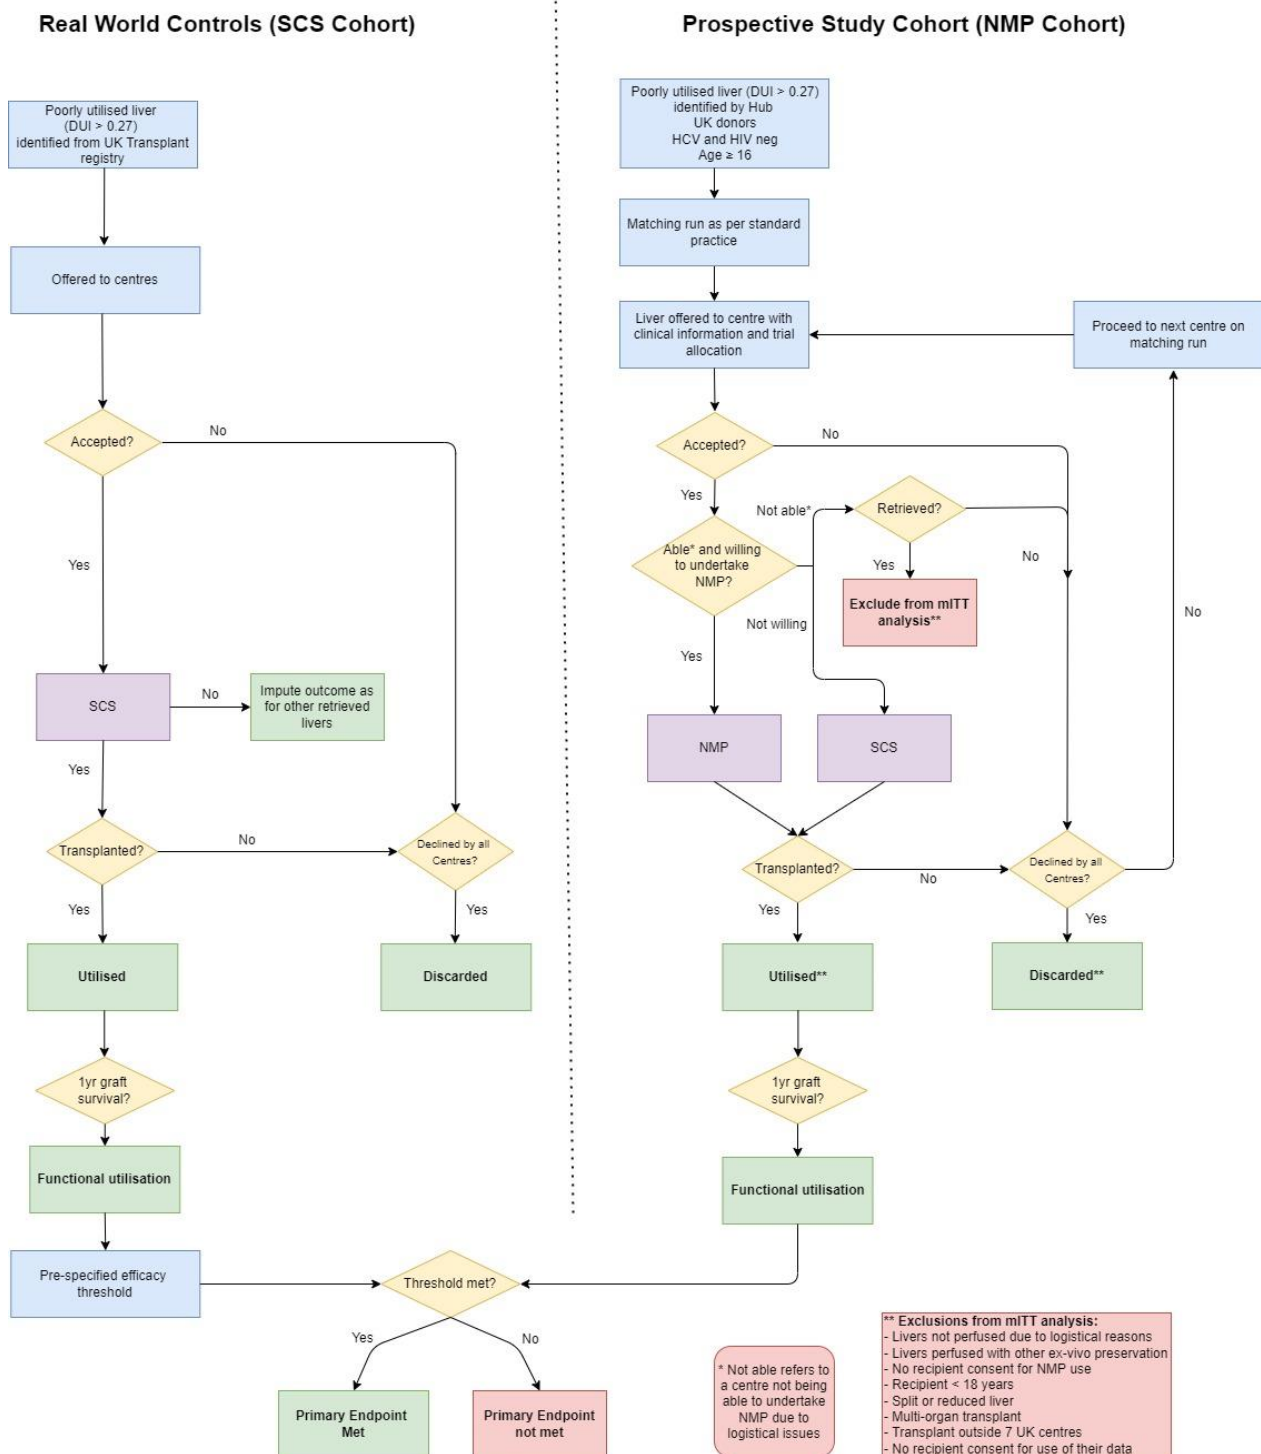 Real World Controls (SCS Cohort)
Poorly utilised liver
(DUI > 0.27)
identified from UK Transplant
registry
Offered to centres
Accepted?
No
Yes
SCS
No
Impute outcome as
for other retrieved
livers
Yes
Transplanted?
No
Declined by all
Centres?
Yes
Yes
Utilised
Discarded
1yr graft
survival?
Functional utilisation
Pre-specified efficacy
threshold
Threshold met?
Yes
No
Primary Endpoint
Met
Primary Endpoint
not met
Prospective Study Cohort (NMP Cohort)
Poorly utilised liver (DUI > 0.27)
identified by Hub
UK donors
HCV and HIV neg
Age ≥ 16
Matching run as per standard
practice
Liver offered to centre with
clinical information and trial
allocation
Proceed to next centre on
matching run
Accepted?
No
Yes
Not able*
Retrieved?
Able* and willing
to undertake
NMP?
No
Yes
Exclude from mITT
analysis**
No
Not willing
Yes
NMP
SCS
Transplanted?
No
Declined by all
Centres?
Yes
Yes
Utilised**
Discarded**
1yr graft
survival?
Functional utilisation
* Not able refers to
a centre not being
able to undertake
NMP due to
logistical issues
** Exclusions from mITT analysis:
- Livers not perfused due to logistical reasons
- Livers perfused with other ex-vivo preservation
- No recipient consent for NMP use
- Recipient < 18 years
- Split or reduced liver
- Multi-organ transplant
- Transplant outside 7 UK centres
- No recipient consent for use of their data